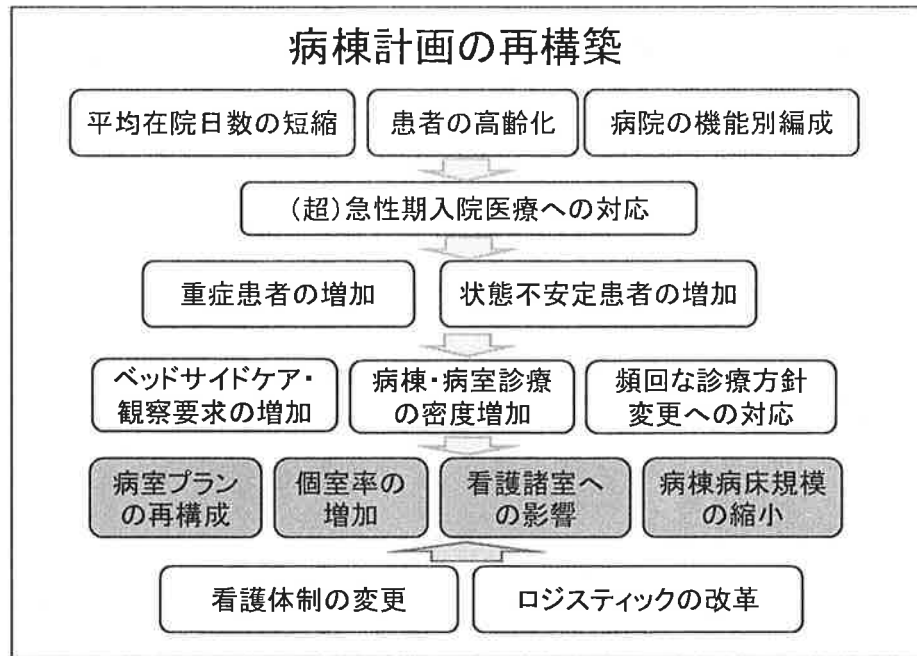 病棟計画の再構築
平均在院日数の短縮
患者の高齢化
病院の機能別編成
(超)急性期入院医療への対応
重症患者の増加
状態不安定患者の増加
ベッドサイドケア・
観察要求の増加
病棟・病室診療
の密度増加
頻回な診療方針
変更への対応
病室プラン
の再構成
個室率の
増加
看護諸室へ
の影響
病棟病床規模
の縮小
看護体制の変更
ロジスティックの改革